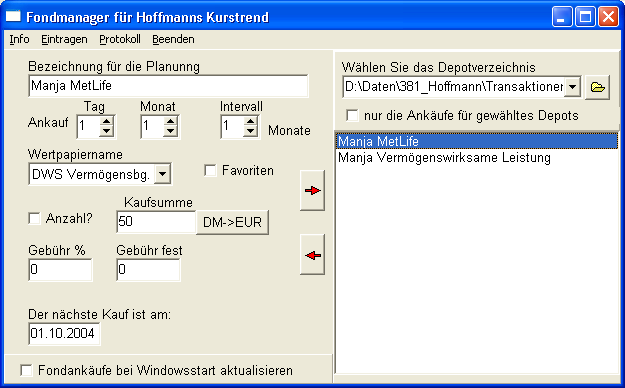 Fondmanager für Hoffmanns Kurstrend
Info Eintragen Protokoll Beenden
Bezeichnung für die Planunng
Manja MetLife
Tag Monat Intervall
Ankauf 1 1 1 Monate
Wertpapiername
DWS Vermögensbg. Favoriten
Kaufsumme
Anzahl? 50 DM->EUR
Gebühr % Gebühr fest
0 0
Der nächste Kauf ist am:
01.10.2004
Fondankäufe bei Windowsstart aktualisieren
Wählen Sie das Depotverzeichnis
D:\Daten\381_Hoffmann\Transaktionen
nur die Ankäufe für gewähltes Depots
Manja MetLife
Manja Vermögenswirksame Leistung